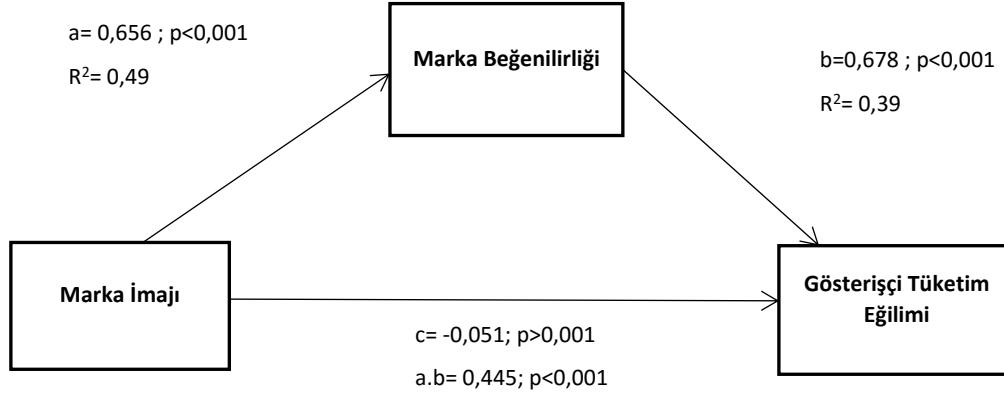 a= 0,656 ; p<0,001
R²= 0,49
Marka Beğenilirliği
b=0,678 ; p<0,001
R²= 0,39
Marka İmajı
Gösterişçi Tüketim
Eğilimi
c= -0,051; p>0,001
a.b= 0,445; p<0,001